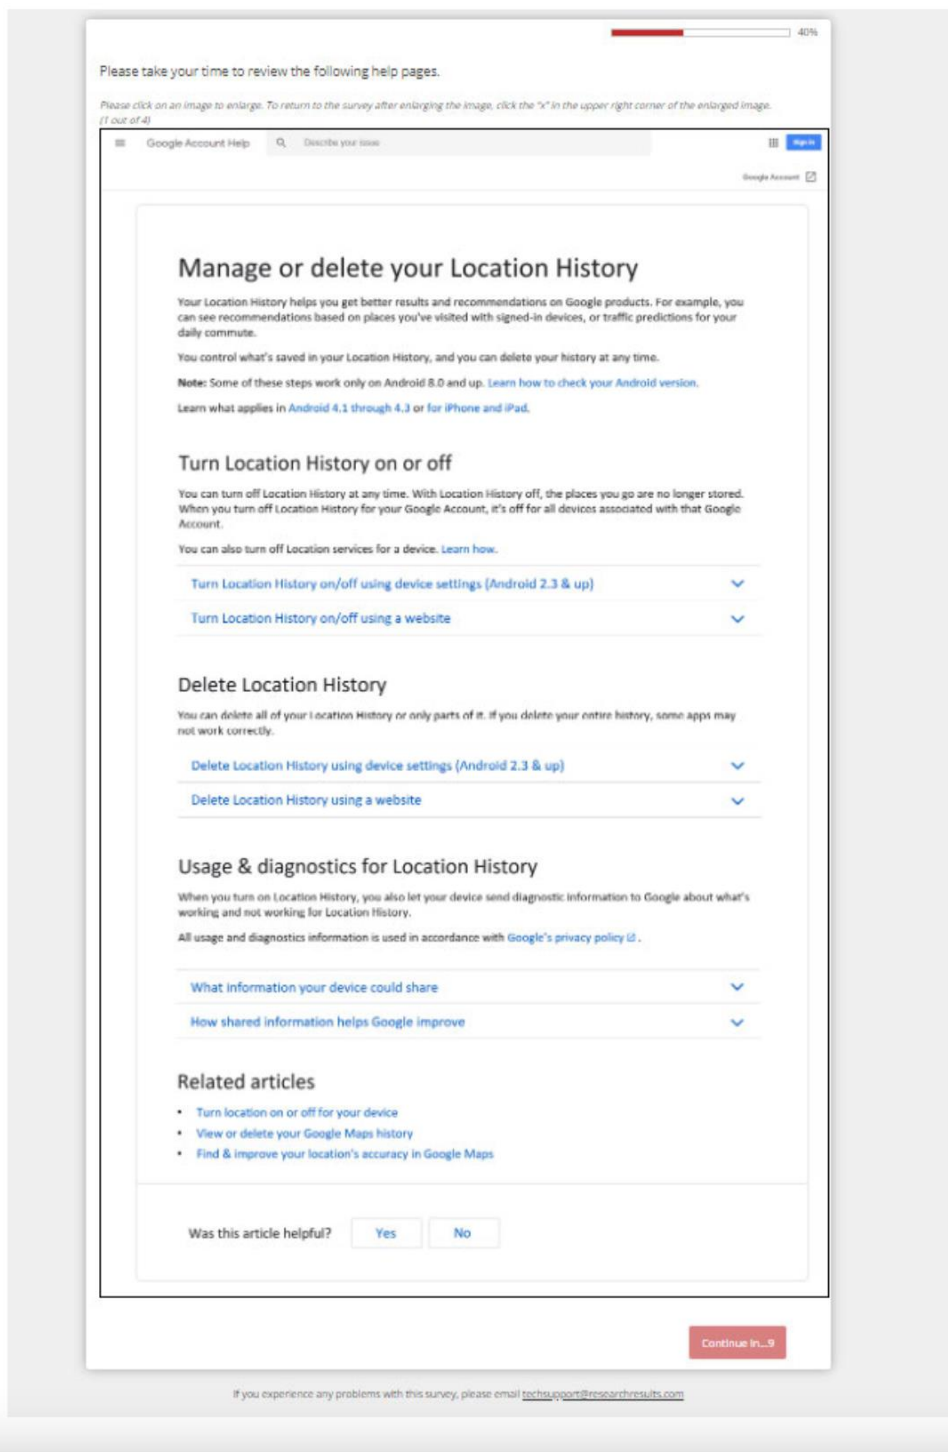 40%
Please take your time to review the following help pages.
Please click on an image to enlarge. To return to the survey after enlarging the image, click the "x" in the upper right corner of the enlarged image.
(1 out of 4)
Google Account Help
Describe your issue
Sign in
Google Account
Manage or delete your Location History
Your Location History helps you get better results and recommendations on Google products. For example, you
can see recommendations based on places you've visited with signed-in devices, or traffic predictions for your
daily commute.
You control what's saved in your Location History, and you can delete your history at any time.
Note: Some of these steps work only on Android 8.0 and up. Learn how to check your Android version.
Learn what applies in Android 4.1 through 4.3 or for iPhone and iPad.
Turn Location History on or off
You can turn off Location History at any time. With Location History off, the places you go are no longer stored.
When you turn off Location History for your Google Account, it's off for all devices associated with that Google
Account.
You can also turn off Location services for a device. Learn how.
Turn Location History on/off using device settings (Android 2.3 & up)
Turn Location History on/off using a website
Delete Location History
You can delete all of your Location History or only parts of it. If you delete your entire history, some apps may
not work correctly.
Delete Location History using device settings (Android 2.3 & up)
Delete Location History using a website
Usage & diagnostics for Location History
When you turn on Location History, you also let your device send diagnostic information to Google about what's
working and not working for Location History.
All usage and diagnostics information is used in accordance with Google's privacy policy.
What information your device could share
How shared information helps Google improve
Related articles
• Turn location on or off for your device
• View or delete your Google Maps history
• Find & improve your location's accuracy in Google Maps
Was this article helpful?
Yes
No
Continue in...9
If you experience any problems with this survey, please email techsupport@researchresults.com